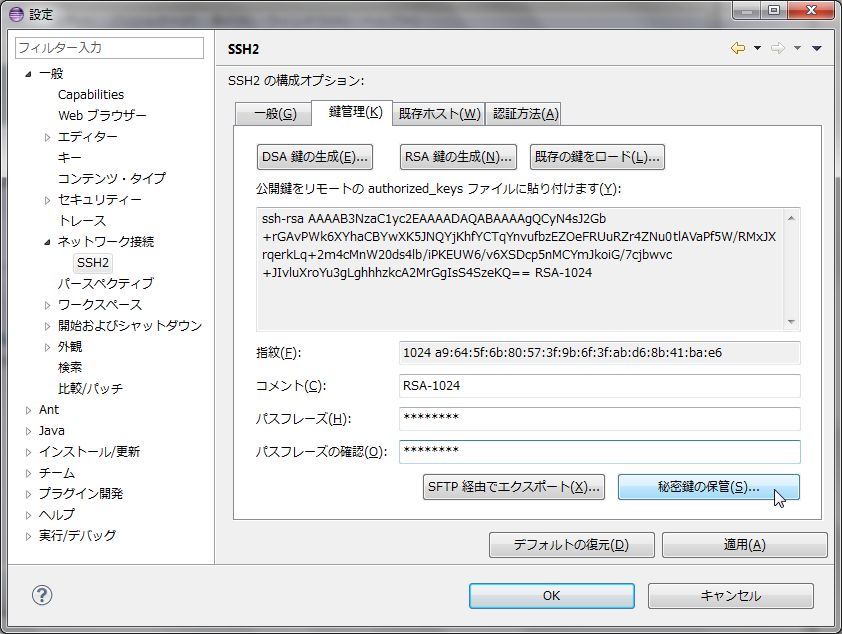 設定
フィルター入力
一般
Capabilities
Web ブラウザー
エディター
キー
コンテンツ・タイプ
セキュリティー
トレース
ネットワーク接続
SSH2
パースペクティブ
ワークスペース
開始およびシャットダウン
外観
検索
比較/パッチ
Ant
Java
インストール/更新
チーム
プラグイン開発
ヘルプ
実行/デバッグ
SSH2
SSH2 の構成オプション:
一般(G) 鍵管理(K) 既存ホスト(W) 認証方法(A)
DSA 鍵の生成(E)... RSA 鍵の生成(N)... 既存の鍵をロード(L)...
公開鍵をリモートの authorized_keys ファイルに貼り付けます(Y):
ssh-rsa AAAAB3NzaC1yc2EAAAADAQABAAAAgQCyN4sJ2Gb
+rGAvPWk6XYhaCBYwXK5JNQYjKhfYCTqYnvufbzEZOeFRUuRZr4ZNu0tlAVaPf5W/RMxJX
rqerkLq+2m4cMnW20ds4lb/iPKEUW6/v6XSDcp5nMCYmJkoiG/7cjbwvc
+JIvluXroYu3gLghhhzkcA2MrGgIsS4SzeKQ== RSA-1024
指紋(F): 1024 a9:64:5f:6b:80:57:3f:9b:6f:3f:ab:d6:8b:41:ba:e6
コメント(C): RSA-1024
パスフレーズ(H): ********
パスフレーズの確認(O): ********
SFTP 経由でエクスポート(X)... 秘密鍵の保管(S)...
デフォルトの復元(D) 適用(A)
OK キャンセル